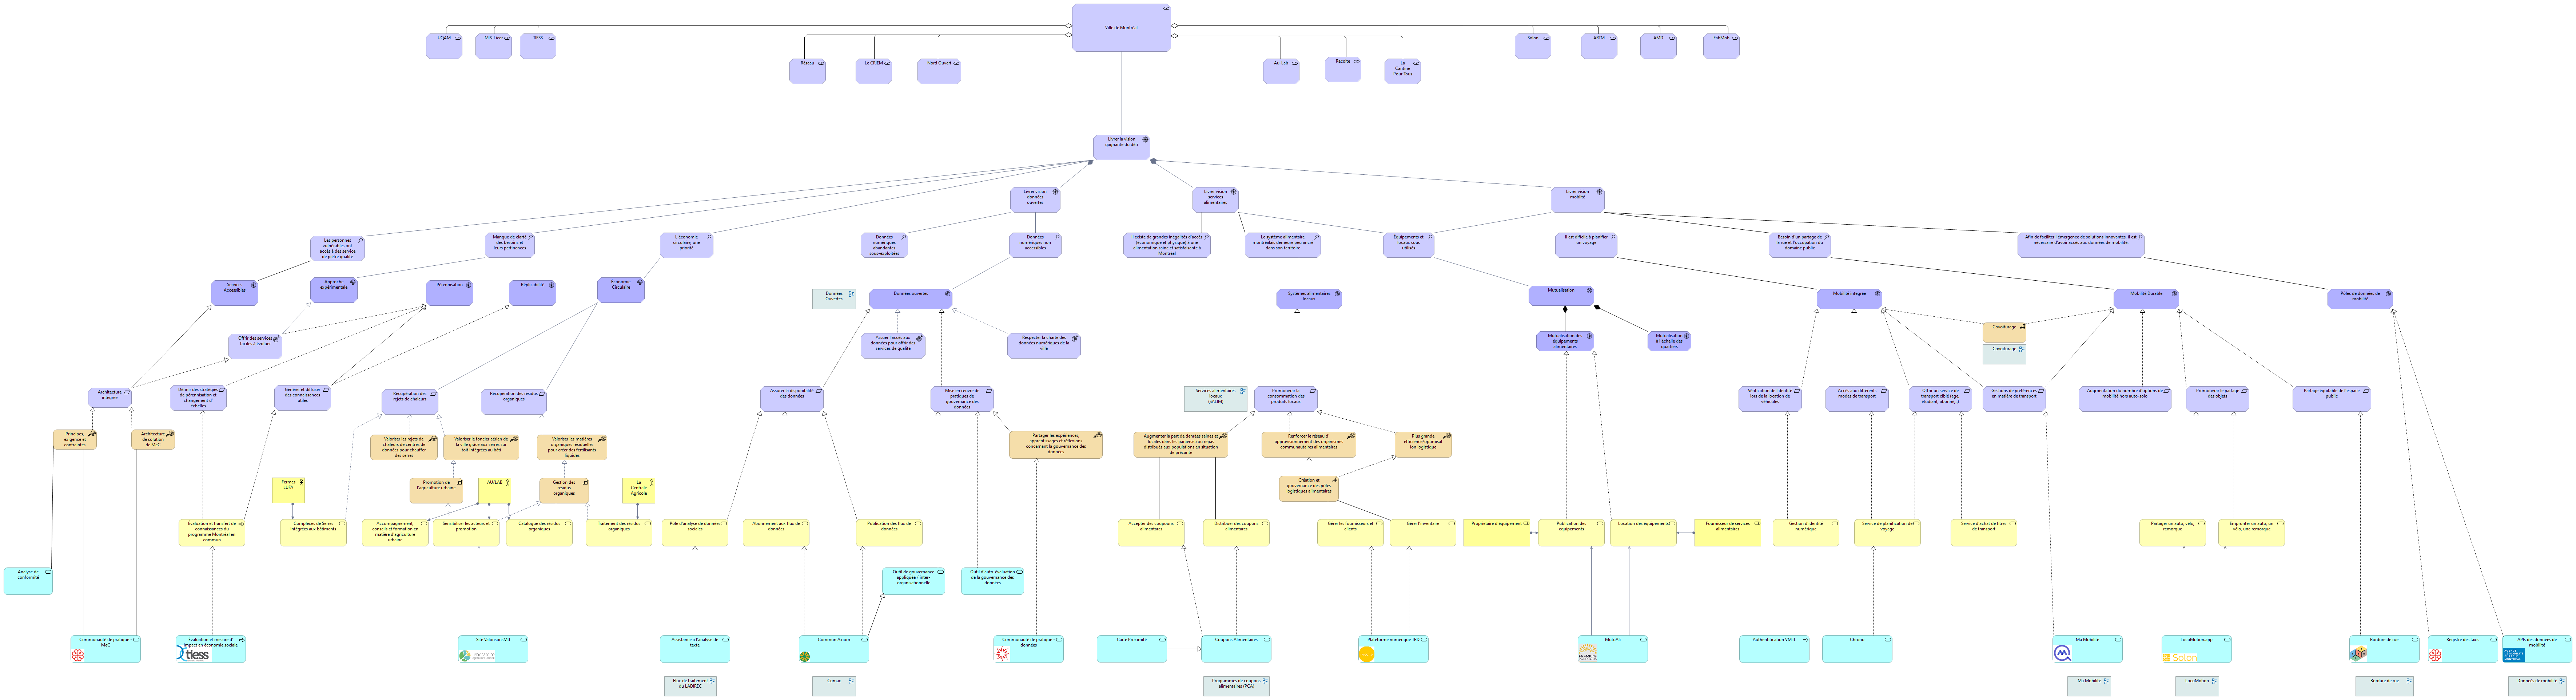 Ville de Montréal
UQAM
MIS-Licer
TIESS
Solon
ARTM
AMD
FabMob
Réseau
Le CRIEM
Nord Ouvert
Au-Lab
Récolte
La
Cantine
Pour Tous
Livrer la vision
gagnante du défi
Livrer vision
données
ouvertes
Livrer vision
services
alimentaires
Livrer vision
mobilité
Les personnes
vulnérables ont
accès à des service
de piètre qualité
Manque de clarté
des besoins et
leurs pertinences
L'économie
circulaire, une
priorité
Données
numériques
abandantes
sous-exploitées
Données
numériques non
accessibles
Il existe de grandes inégalités d'accès
(économique et physique) à une
alimentation saine et satisfaisante à
Montréal
Le système alimentaire
montréalais demeure peu ancré
dans son territoire
Équipements et
locaux sous
utilisés
Il est dificile à planifier
un voyage
Besoin d'un partage de
la rue et l'occupation du
domaine public
Afin de faciliter l'émergence de solutions innovantes, il est
nécessaire d'avoir accès aux données de mobilité.
Services
Accessibles
Approche
expérimentale
Pérennisation
Réplicabilité
Économie
Circulaire
Données
Ouvertes
Données ouvertes
Systèmes alimentaires
locaux
Mutualisation
Mobilité intégrée
Mobilité Durable
Pôles de données de
mobilité
Offrir des services
faciles à évoluer
Assuer l'accès aux
données pour offrir des
services de qualité
Respecter la charte des
données numériques de la
ville
Mutualisation des
équipements
alimentaires
Mutualisation
à l'échelle des
quartiers
Covoiturage
Covoiturage
Architecture
integree
Définir des stratégies
de pérennisation et
changement d'
échelles
Générer et diffuser
des connaissances
utiles
Récupération des
rejets de chaleurs
Récupération des résidus
organiques
Assurer la disponibilité
des données
Mise en œuvre de
pratiques de
gouvernance des
données
Services alimentaires
locaux
(SALIM)
Promouvoir la
consommation des
produits locaux
Vérification de l'identité
lors de la location de
véhicules
Accès aux différents
modes de transport
Offrir un service de
transport ciblé (age,
étudiant, abonné,..)
Gestions de préférences
en matière de transport
Augmentation du nombre d'options de
mobilité hors auto-solo
Promouvoir le partage
des objets
Partage équitable de l'espace
public
Principes,
exigence et
contraintes
Architecture
de solution
de MeC
Valoriser les rejets de
chaleurs de centres de
données pour chauffer
des serres
Valoriser le foncier aérien de
la ville grâce aux serres sur
toit intégrées au bâti
Valoriser les matières
organiques résiduelles
pour créer des fertilisants
liquides
Partager les expériences,
apprentissages et réflexions
concernant la gouvernance des
données
Augmenter la part de denrées saines et
locales dans les panierset/ou repas
distribués aux populations en situation
de précarité
Renforcer le réseau d'
approvisionnement des organismes
communautaires alimentaires
Plus grande
efficience/optimisat
ion logistique
Fermes
LUFA
Promotion de
l'agriculture urbaine
AU/LAB
Gestion des
résidus
organiques
La
Centrale
Agricole
Création et
gouvernance des pôles
logistiques alimentaires
Évaluation et transfert de
connaissances du
programme Montréal en
commun
Complexes de Serres
intégrées aux bâtiments
Accompagnement,
conseils et formation en
matière d'agriculture
urbaine
Sensibiliser les acteurs et
promotion
Catalogue des résidus
organiques
Traitement des résidus
organiques
Pôle d'analyse de données
sociales
Abonnement aux flux de
données
Publication des flux de
données
Accepter des coupoons
alimentaires
Distribuer des coupons
alimentaires
Gérer les fournisseurs et
clients
Gérer l'inventaire
Propriétaire d'équipement
Publication des
equipements
Location des équipements
Fournisseur de services
alimentaires
Gestion d'identité
numérique
Service de planification de
voyage
Service d'achat de titres
de transport
Partager un auto, vélo,
remorque
Emprunter un auto, un
vélo, une remorque
Analyse de
conformité
Outil de gouvernance
appliquée / inter-
organisationnelle
Outil d'auto-évaluation
de la gouvernance des
données
Communauté de pratique -
MeC
Évaluation et mesure d'
impact en économie sociale
tiess
Site ValorisonsMtl
Assistance à l'analyse de
texte
Commun Axiom
Communauté de pratique -
données
Carte Proximité
Coupons Alimentaires
Plateforme numérique TBD
Mutualó
LA CANTINE
POUR TOUS
Authentification VMTL
Chrono
Ma Mobilité
LocoMotion.app
Solon
Bordure de rue
Registre des taxis
APIs des données de
mobilité
Flux de traitement
du LADIREC
Comas
Programmes de coupons
alimentaires (PCA)
Ma Mobilité
LocoMotion
Bordure de rue
Donneés de mobilité